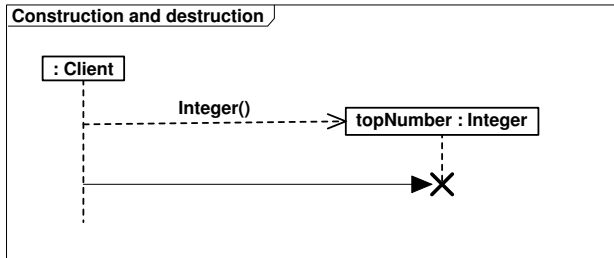 Construction and destruction
: Client
Integer()
topNumber : Integer